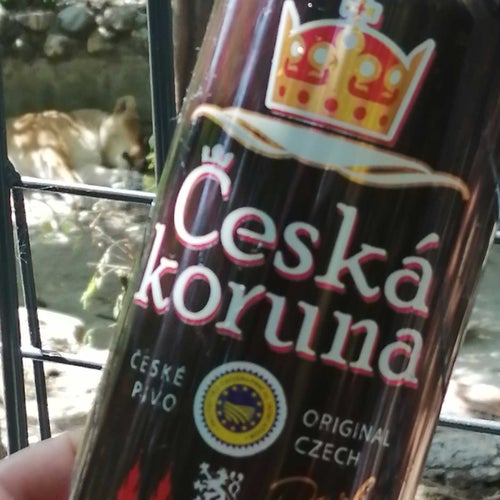 Česká
koruna
ČESKÉ
PIVO
ORIGINAL
CZECH